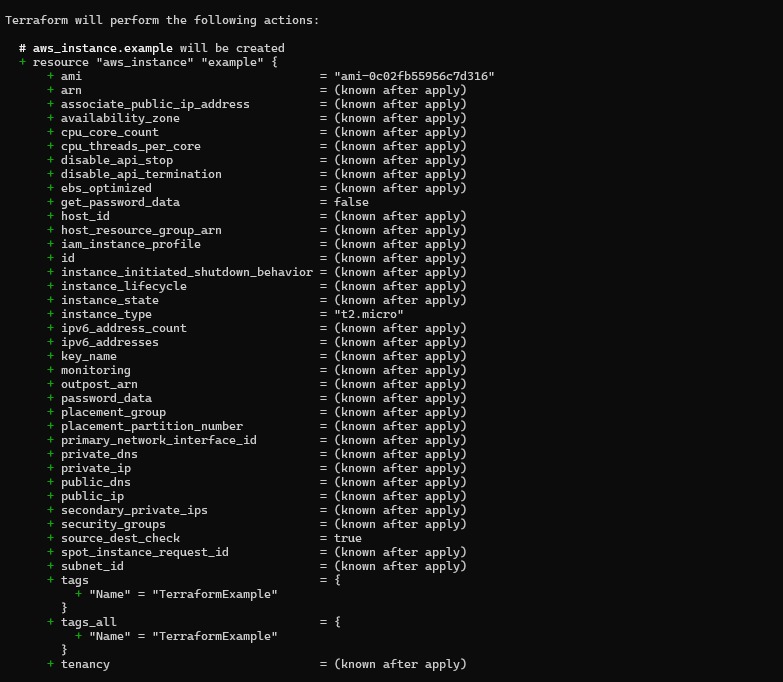 Terraform will perform the following actions:

  # aws_instance.example will be created
  + resource "aws_instance" "example" {
      + ami                                  = "ami-0c02fb55956c7d316"
      + arn                                  = (known after apply)
      + associate_public_ip_address          = (known after apply)
      + availability_zone                    = (known after apply)
      + cpu_core_count                       = (known after apply)
      + cpu_threads_per_core                 = (known after apply)
      + disable_api_stop                     = (known after apply)
      + disable_api_termination              = (known after apply)
      + ebs_optimized                        = (known after apply)
      + get_password_data                    = false
      + host_id                              = (known after apply)
      + host_resource_group_arn              = (known after apply)
      + iam_instance_profile                 = (known after apply)
      + id                                   = (known after apply)
      + instance_initiated_shutdown_behavior = (known after apply)
      + instance_lifecycle                   = (known after apply)
      + instance_state                       = (known after apply)
      + instance_type                        = "t2.micro"
      + ipv6_address_count                   = (known after apply)
      + ipv6_addresses                       = (known after apply)
      + key_name                             = (known after apply)
      + monitoring                           = (known after apply)
      + outpost_arn                          = (known after apply)
      + password_data                        = (known after apply)
      + placement_group                      = (known after apply)
      + placement_partition_number           = (known after apply)
      + primary_network_interface_id         = (known after apply)
      + private_dns                          = (known after apply)
      + private_ip                           = (known after apply)
      + public_dns                           = (known after apply)
      + public_ip                            = (known after apply)
      + secondary_private_ips                = (known after apply)
      + security_groups                      = (known after apply)
      + source_dest_check                    = true
      + spot_instance_request_id             = (known after apply)
      + subnet_id                            = (known after apply)
      + tags                                 = {
          + "Name" = "TerraformExample"
        }
      + tags_all                             = {
          + "Name" = "TerraformExample"
        }
      + tenancy                              = (known after apply)